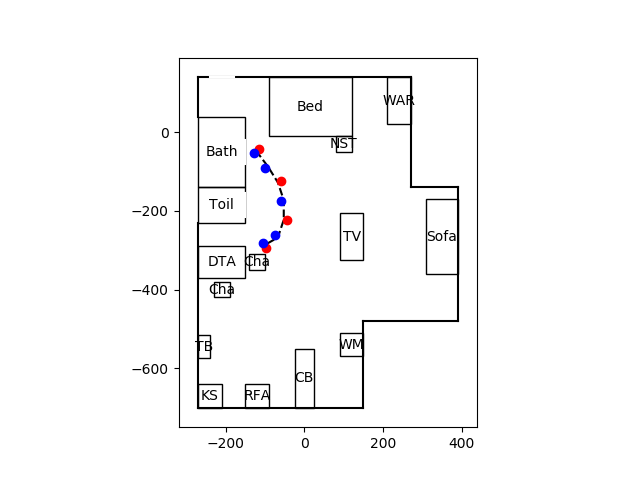 0
−200
−400
−600
−200
0
200
400
Bed
WAR
NST
Bath
Toil
TV
Sofa
DTA
Cha
Cha
TB
WM
CB
KS
RFA